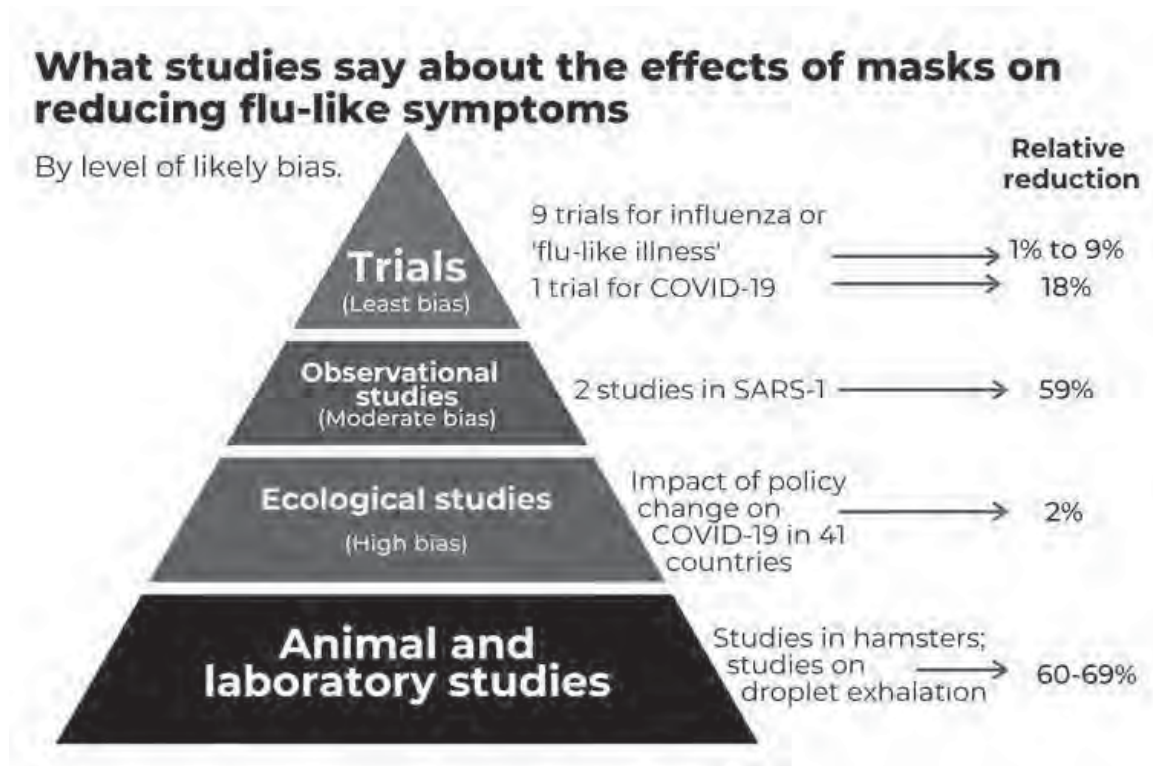 What studies say about the effects of masks on
reducing flu-like symptoms
By level of likely bias.
Relative
reduction
Trials
(Least bias)
9 trials for influenza or
'flu-like illness'
1% to 9%
1 trial for COVID-19
18%
Observational
studies
(Moderate bias)
2 studies in SARS-1
59%
Ecological studies
(High bias)
Impact of policy
change on
COVID-19 in 41
countries
2%
Animal and
laboratory studies
Studies in hamsters;
studies on
droplet exhalation
60-69%